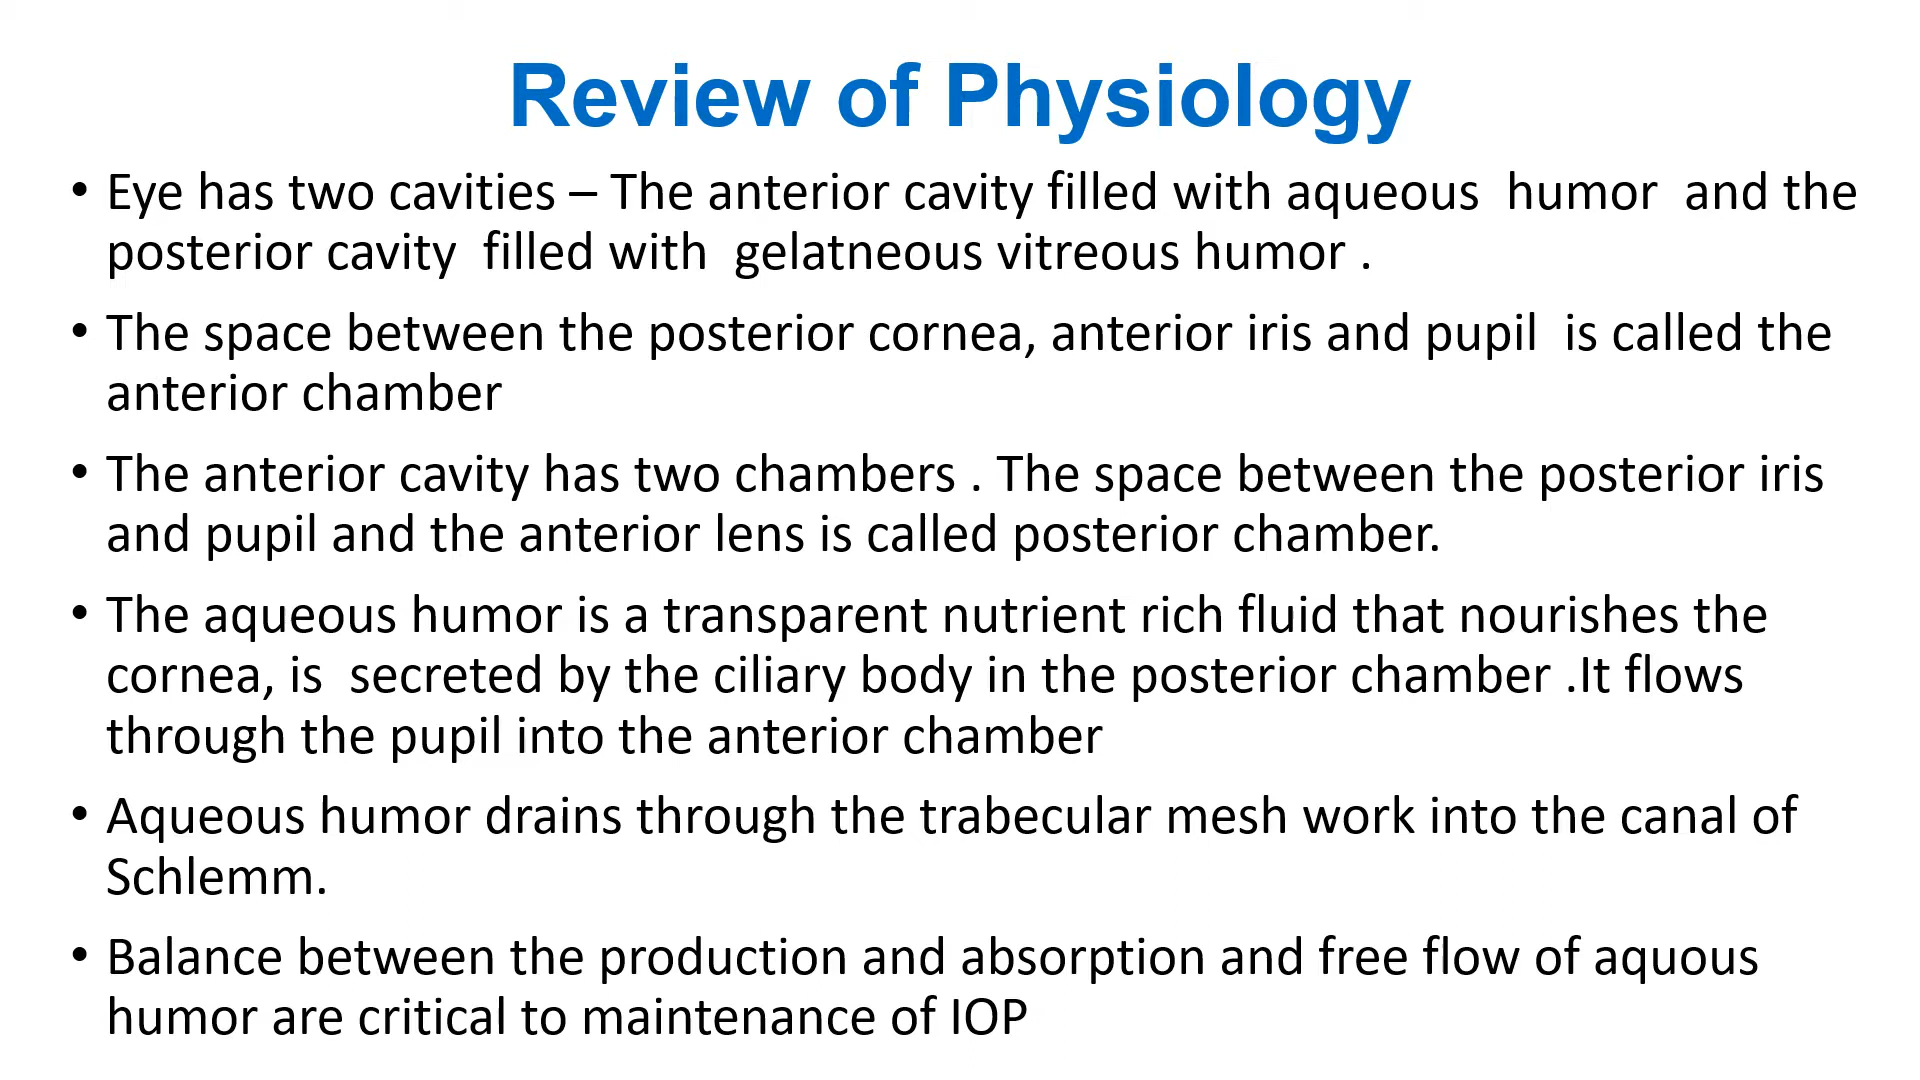 Review of Physiology
• Eye has two cavities – The anterior cavity filled with aqueous humor and the
posterior cavity filled with gelatneous vitreous humor .
• The space between the posterior cornea, anterior iris and pupil is called the
anterior chamber
• The anterior cavity has two chambers . The space between the posterior iris
and pupil and the anterior lens is called posterior chamber.
• The aqueous humor is a transparent nutrient rich fluid that nourishes the
cornea, is secreted by the ciliary body in the posterior chamber .It flows
through the pupil into the anterior chamber
• Aqueous humor drains through the trabecular mesh work into the canal of
Schlemm.
• Balance between the production and absorption and free flow of aquous
humor are critical to maintenance of IOP